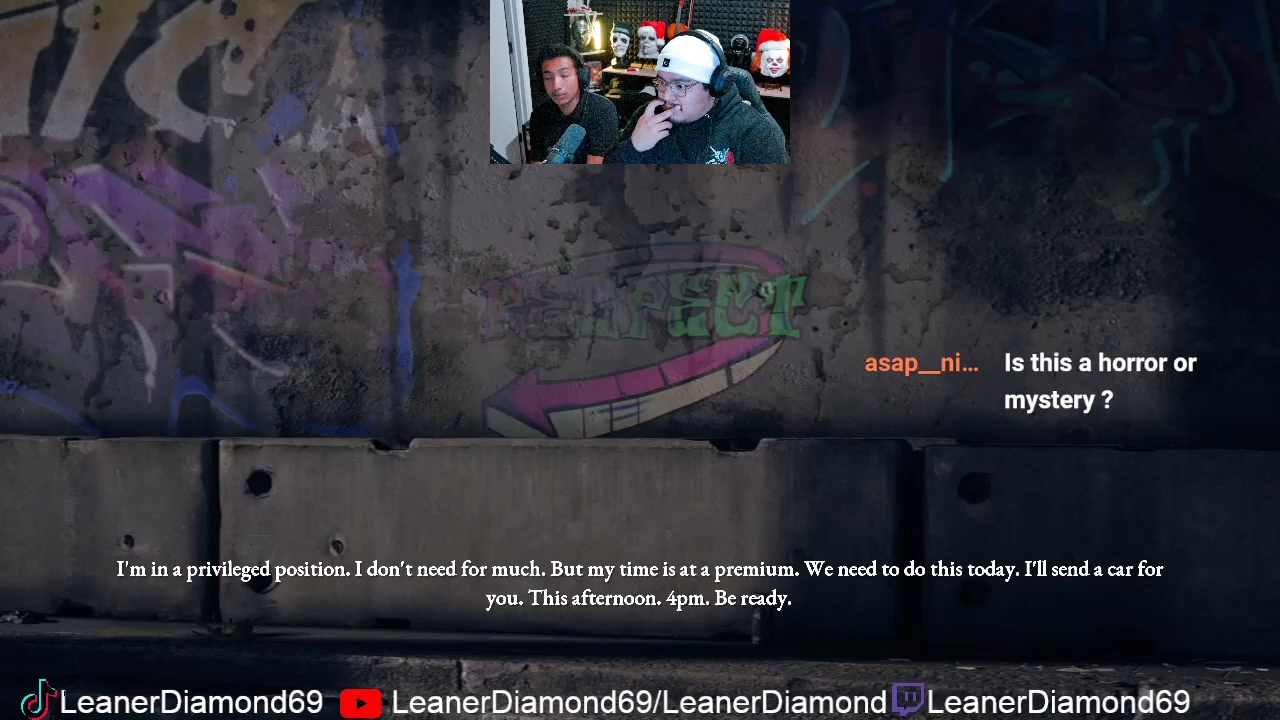 RESPECT
asap__ni... Is this a horror or
mystery ?
I'm in a privileged position. I don't need for much. But my time is at a premium. We need to do this today. I'll send a car for
you. This afternoon. 4pm. Be ready.
LeanerDiamond69 LeanerDiamond69/LeanerDiamond LeanerDiamond69